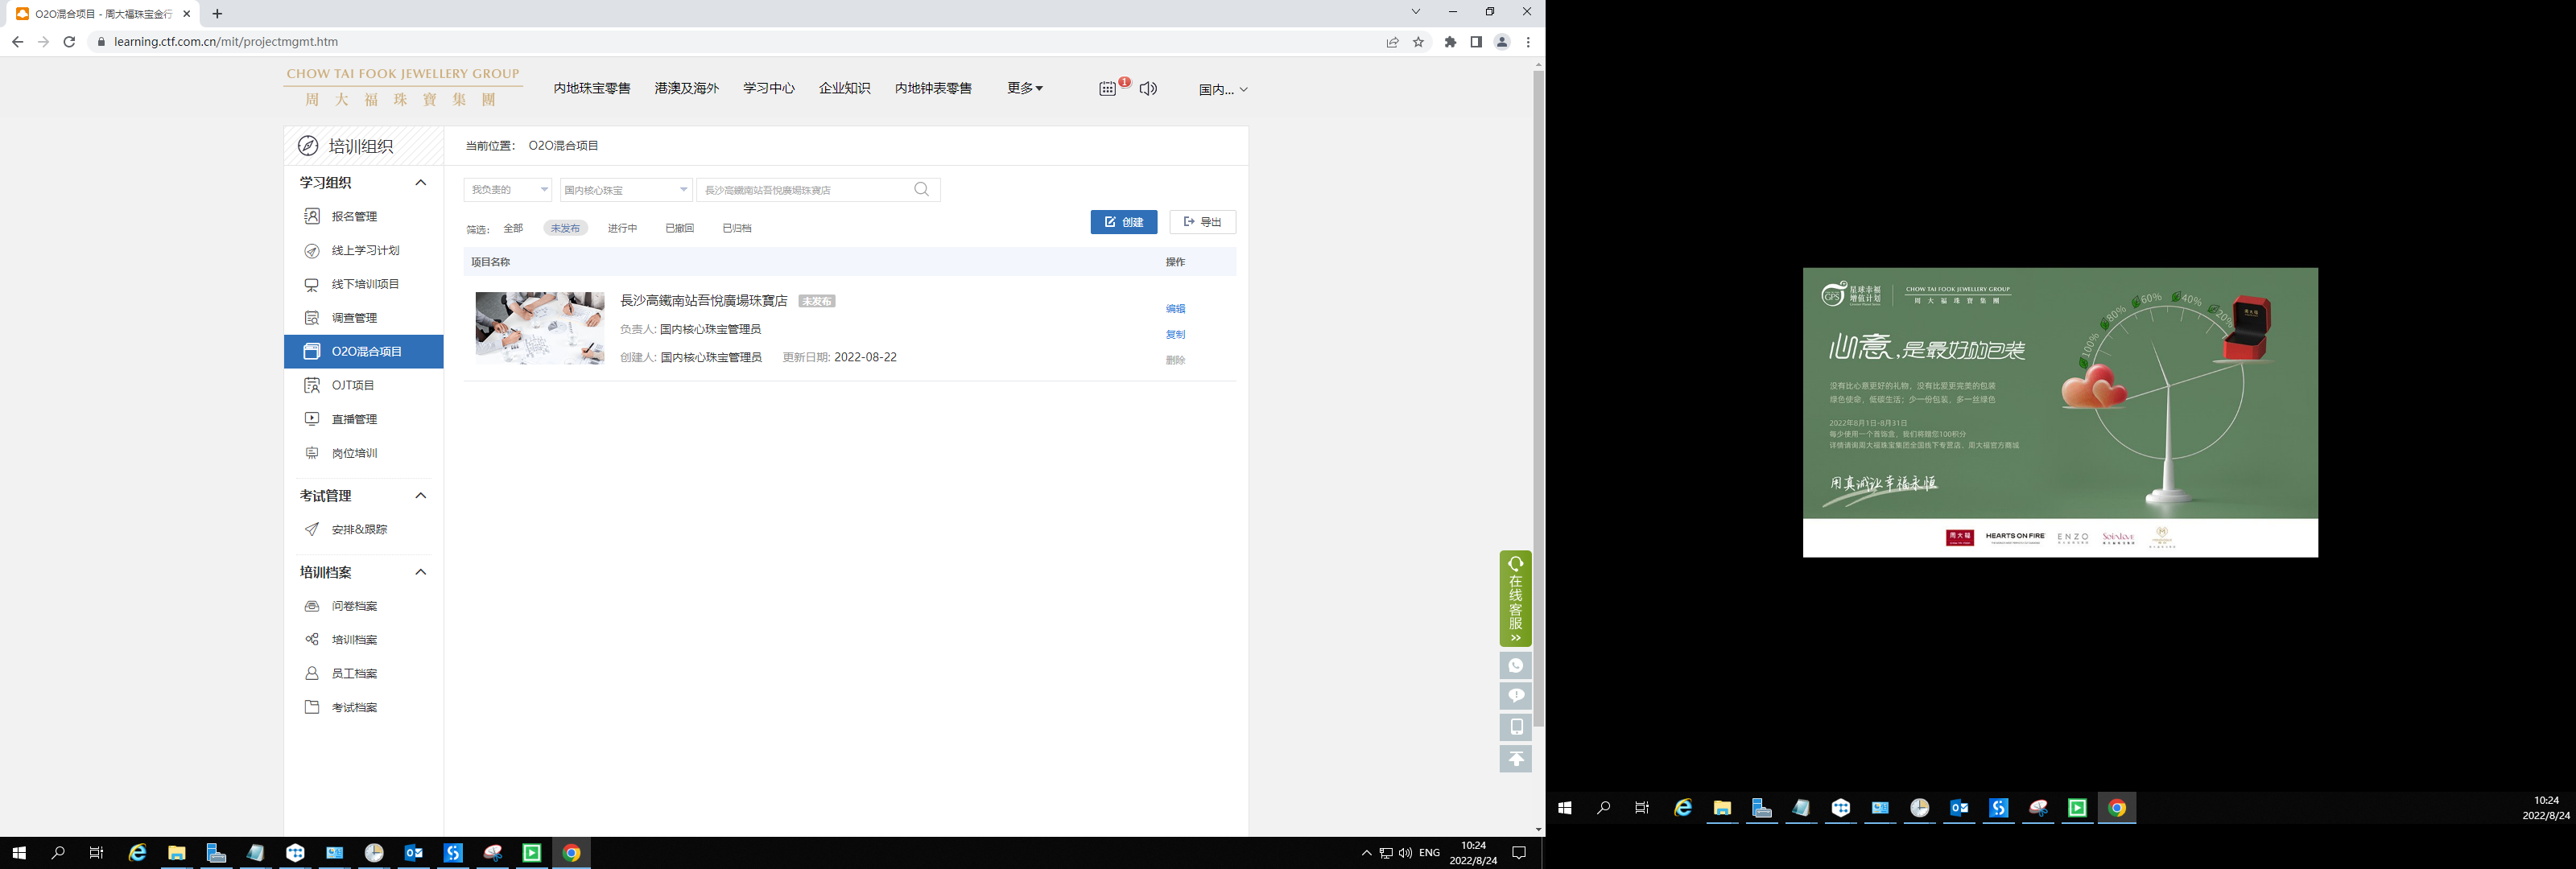 O2O混合项目 - 周大福珠宝金行
learning.ctf.com.cn/mit/projectmgmt.htm
CHOW TAI FOOK JEWELLERY GROUP
周大福珠寶集團
内地珠宝零售
港澳及海外
学习中心
企业知识
内地钟表零售
更多
1
国内...
培训组织
当前位置： O2O混合项目
学习组织
报名管理
线上学习计划
线下培训项目
调查管理
O2O混合项目
OJT项目
直播管理
岗位培训
考试管理
安排&跟踪
培训档案
问卷档案
培训档案
员工档案
考试档案
我负责的
国内核心珠宝
長沙高鐵南站吾悅廣場珠寶店
筛选： 全部 未发布 进行中 已撤回 已归档
创建
导出
项目名称
操作
長沙高鐵南站吾悅廣場珠寶店 未发布
负责人: 国内核心珠宝管理员
创建人: 国内核心珠宝管理员 更新日期: 2022-08-22
编辑
复制
删除
在线客服
ENG
10:24
2022/8/24
星球幸福
增值计划
CHOW TAI FOOK JEWELLERY GROUP
周大福珠寶集團
心意,是最好的包装
没有比心意更好的礼物，没有比爱更完美的包装
绿色使命，低碳生活；少一份包装，多一丝绿色
2022年8月1日-8月31日
每少使用一个首饰盒，我们将赠您100积分
详情请询周大福珠宝集团全国线下专营店、周大福官方商城
用真诚让幸福永恒
100%
80%
60%
40%
20%
周大福
HEARTS ON FIRE
ENZO
Soinlove
10:24
2022/8/24